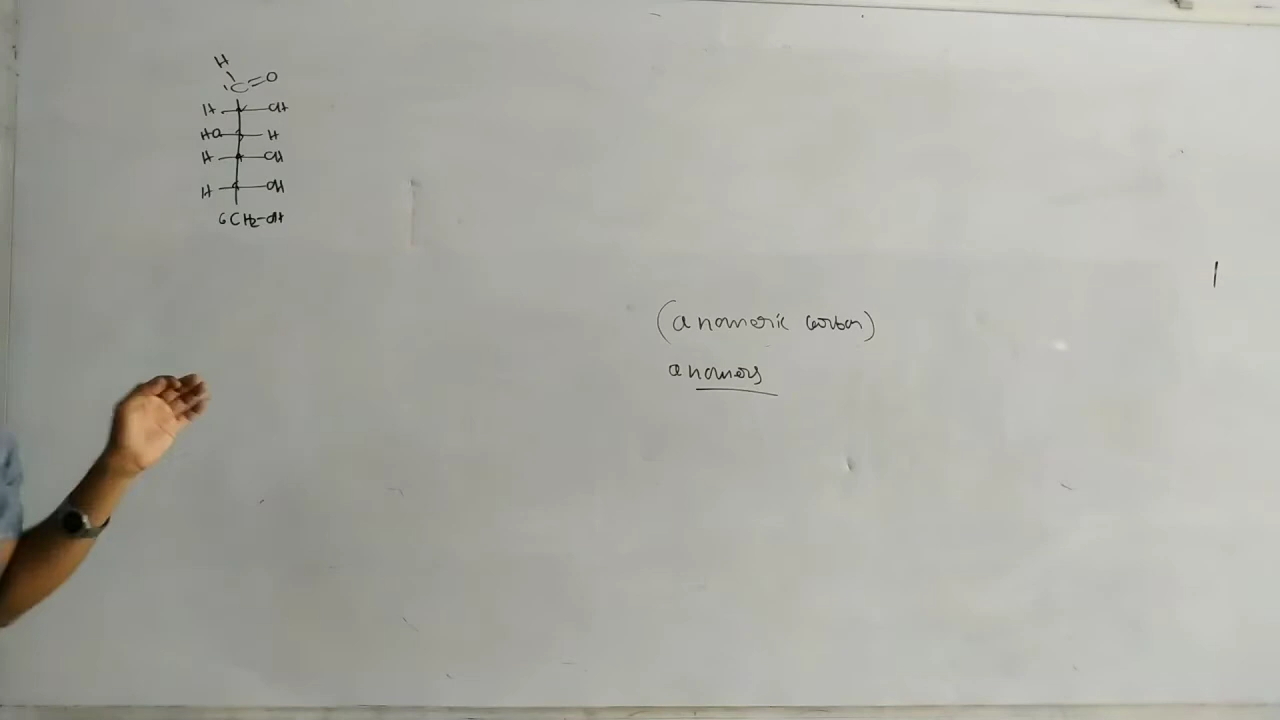 H
C=O
H OH
HO H
H OH
H OH
6CH2-OH
(anomeric carbon)
anomers